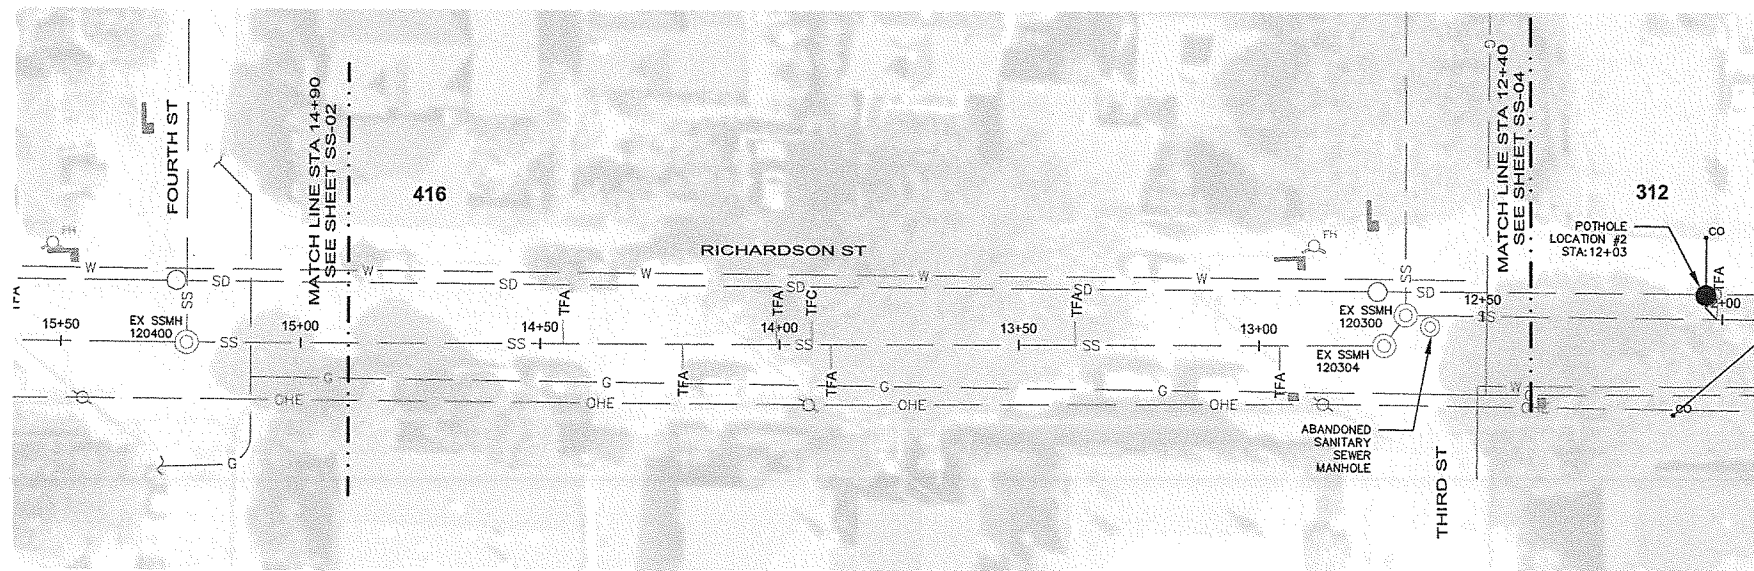 FOURTH ST
MATCH LINE STA 14+90
SEE SHEET SS-02
416
RICHARDSON ST
FH
MATCH LINE STA 12+40
SEE SHEET SS-04
312
POTHOLE
LOCATION #2
STA:12+03
CO
FH
G
W
W
W
W
W
SD
SD
SD
SD
SD
SS
SS
TFA
TFA
TFA
TFC
TFA
TFA
15+50
EX SSMH
120400
15+00
14+50
14+00
13+50
13+00
EX SSMH
120300
12+50
12+00
SS
SS
SS
SS
SS
EX SSMH
120304
TFA
TFA
TFA
G
G
G
G
W
OHE
OHE
OHE
OHE
CO
ABANDONED
SANITARY
SEWER
MANHOLE
G
THIRD ST